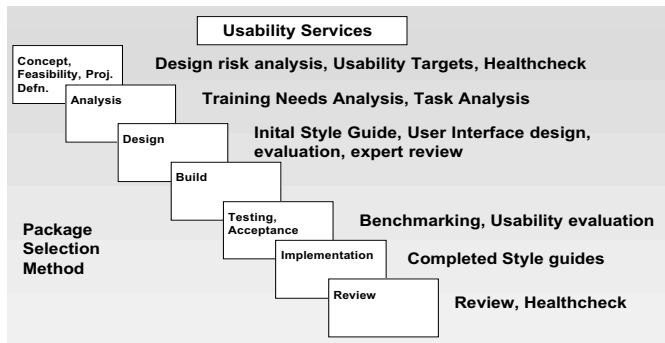 Usability Services
Concept,
Feasibility, Proj.
Defn.
Design risk analysis, Usability Targets, Healthcheck
Analysis
Training Needs Analysis, Task Analysis
Design
Inital Style Guide, User Interface design,
evaluation, expert review
Build
Testing,
Acceptance
Benchmarking, Usability evaluation
Package
Selection
Method
Implementation
Completed Style guides
Review
Review, Healthcheck